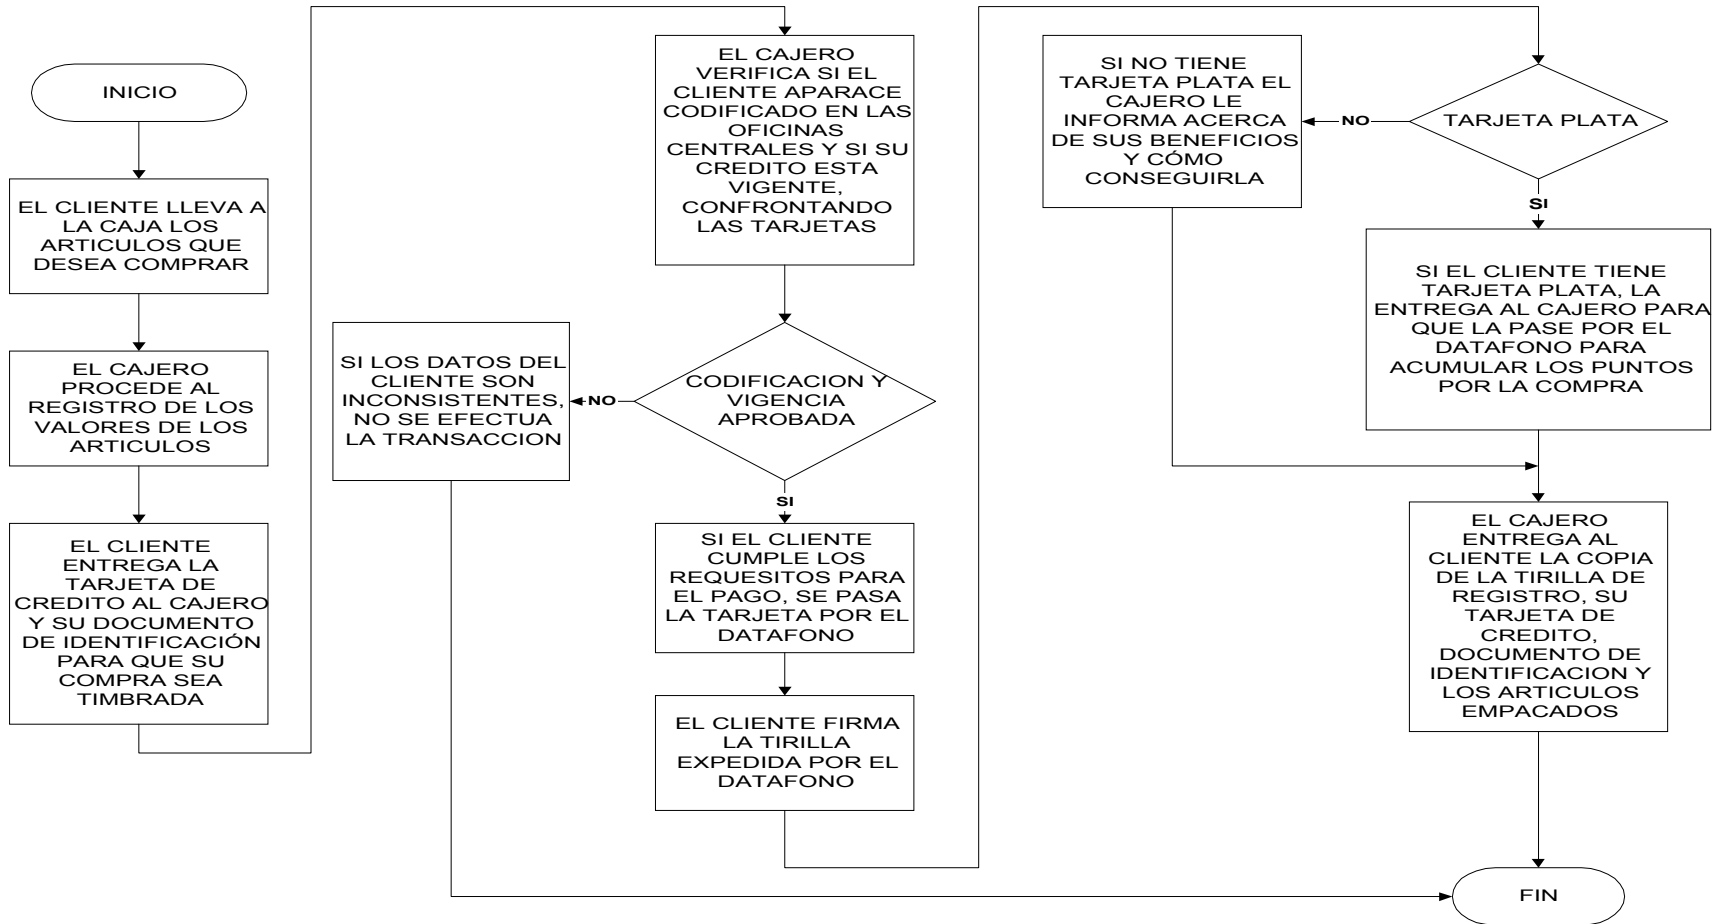 INICIO
EL CLIENTE LLEVA A
LA CAJA LOS
ARTICULOS QUE
DESEA COMPRAR
EL CAJERO
PROCEDE AL
REGISTRO DE LOS
VALORES DE LOS
ARTICULOS
EL CLIENTE
ENTREGA LA
TARJETA DE
CREDITO AL CAJERO
Y SU DOCUMENTO
DE IDENTIFICACIÓN
PARA QUE SU
COMPRA SEA
TIMBRADA
EL CAJERO
VERIFICA SI EL
CLIENTE APARACE
CODIFICADO EN LAS
OFICINAS
CENTRALES Y SI SU
CREDITO ESTA
VIGENTE,
CONFRONTANDO
LAS TARJETAS
CODIFICACION Y
VIGENCIA
APROBADA
NO
SI LOS DATOS DEL
CLIENTE SON
INCONSISTENTES,
NO SE EFECTUA
LA TRANSACCION
SI
SI EL CLIENTE
CUMPLE LOS
REQUESITOS PARA
EL PAGO, SE PASA
LA TARJETA POR EL
DATAFONO
EL CLIENTE FIRMA
LA TIRILLA
EXPEDIDA POR EL
DATAFONO
TARJETA PLATA
NO
SI NO TIENE
TARJETA PLATA EL
CAJERO LE
INFORMA ACERCA
DE SUS BENEFICIOS
Y CÓMO
CONSEGUIRLA
SI
SI EL CLIENTE TIENE
TARJETA PLATA, LA
ENTREGA AL CAJERO PARA
QUE LA PASE POR EL
DATAFONO PARA
ACUMULAR LOS PUNTOS
POR LA COMPRA
EL CAJERO
ENTREGA AL
CLIENTE LA COPIA
DE LA TIRILLA DE
REGISTRO, SU
TARJETA DE
CREDITO,
DOCUMENTO DE
IDENTIFICACION Y
LOS ARTICULOS
EMPACADOS
FIN